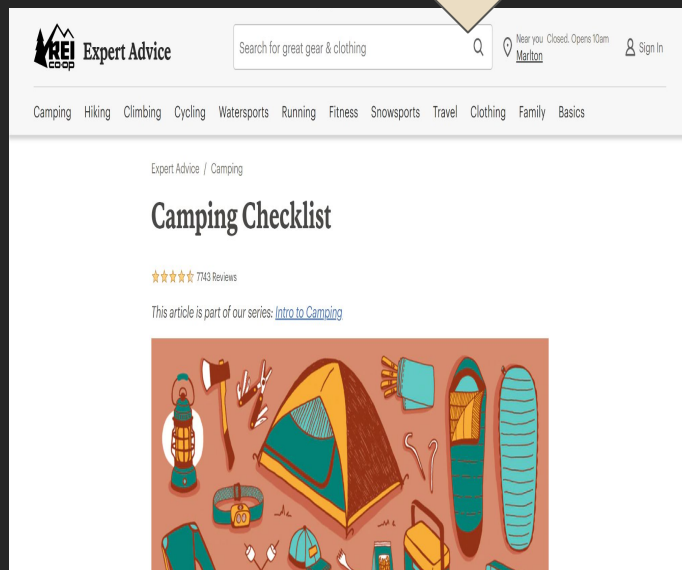 REI
CO·OP
Expert Advice
Search for great gear & clothing
Near you Closed. Opens 10am
Marlton
Sign In
Camping Hiking Climbing Cycling Watersports Running Fitness Snowsports Travel Clothing Family Basics
Expert Advice / Camping
Camping Checklist
7743 Reviews
This article is part of our series: Intro to Camping